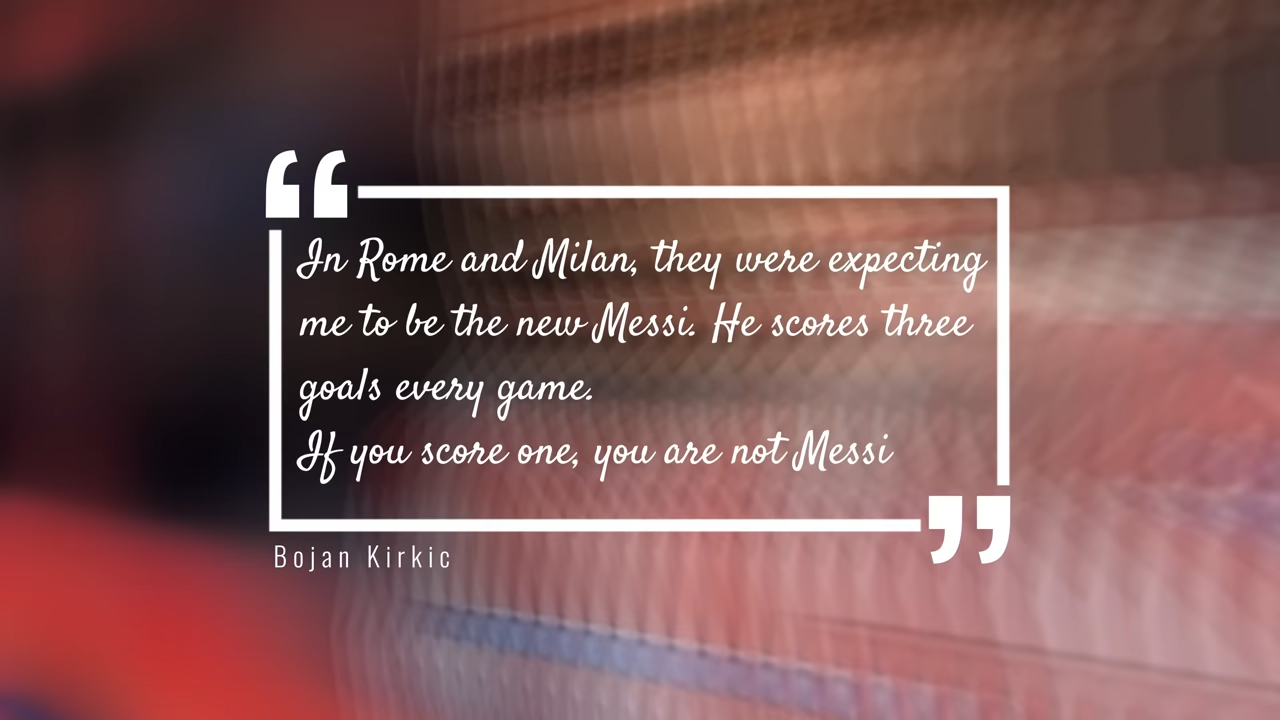 “
In Rome and Milan, they were expecting
me to be the new Messi. He scores three
goals every game.
If you score one, you are not Messi
”
Bojan Kirkic